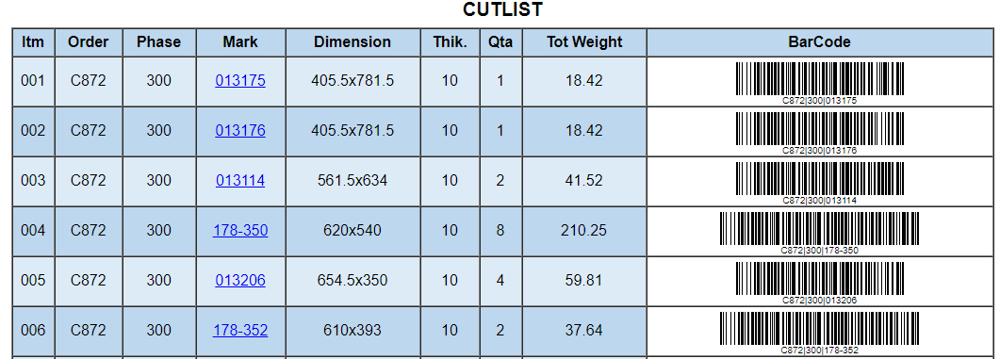 CUTLIST
Itm Order Phase Mark Dimension Thik. Qta Tot Weight BarCode
001 C872 300 013175 405.5x781.5 10 1 18.42 C872|300|013175
002 C872 300 013176 405.5x781.5 10 1 18.42 C872|300|013176
003 C872 300 013114 561.5x634 10 2 41.52 C872|300|013114
004 C872 300 178-350 620x540 10 8 210.25 C872|300|178-350
005 C872 300 013206 654.5x350 10 4 59.81 C872|300|013206
006 C872 300 178-352 610x393 10 2 37.64 C872|300|178-352